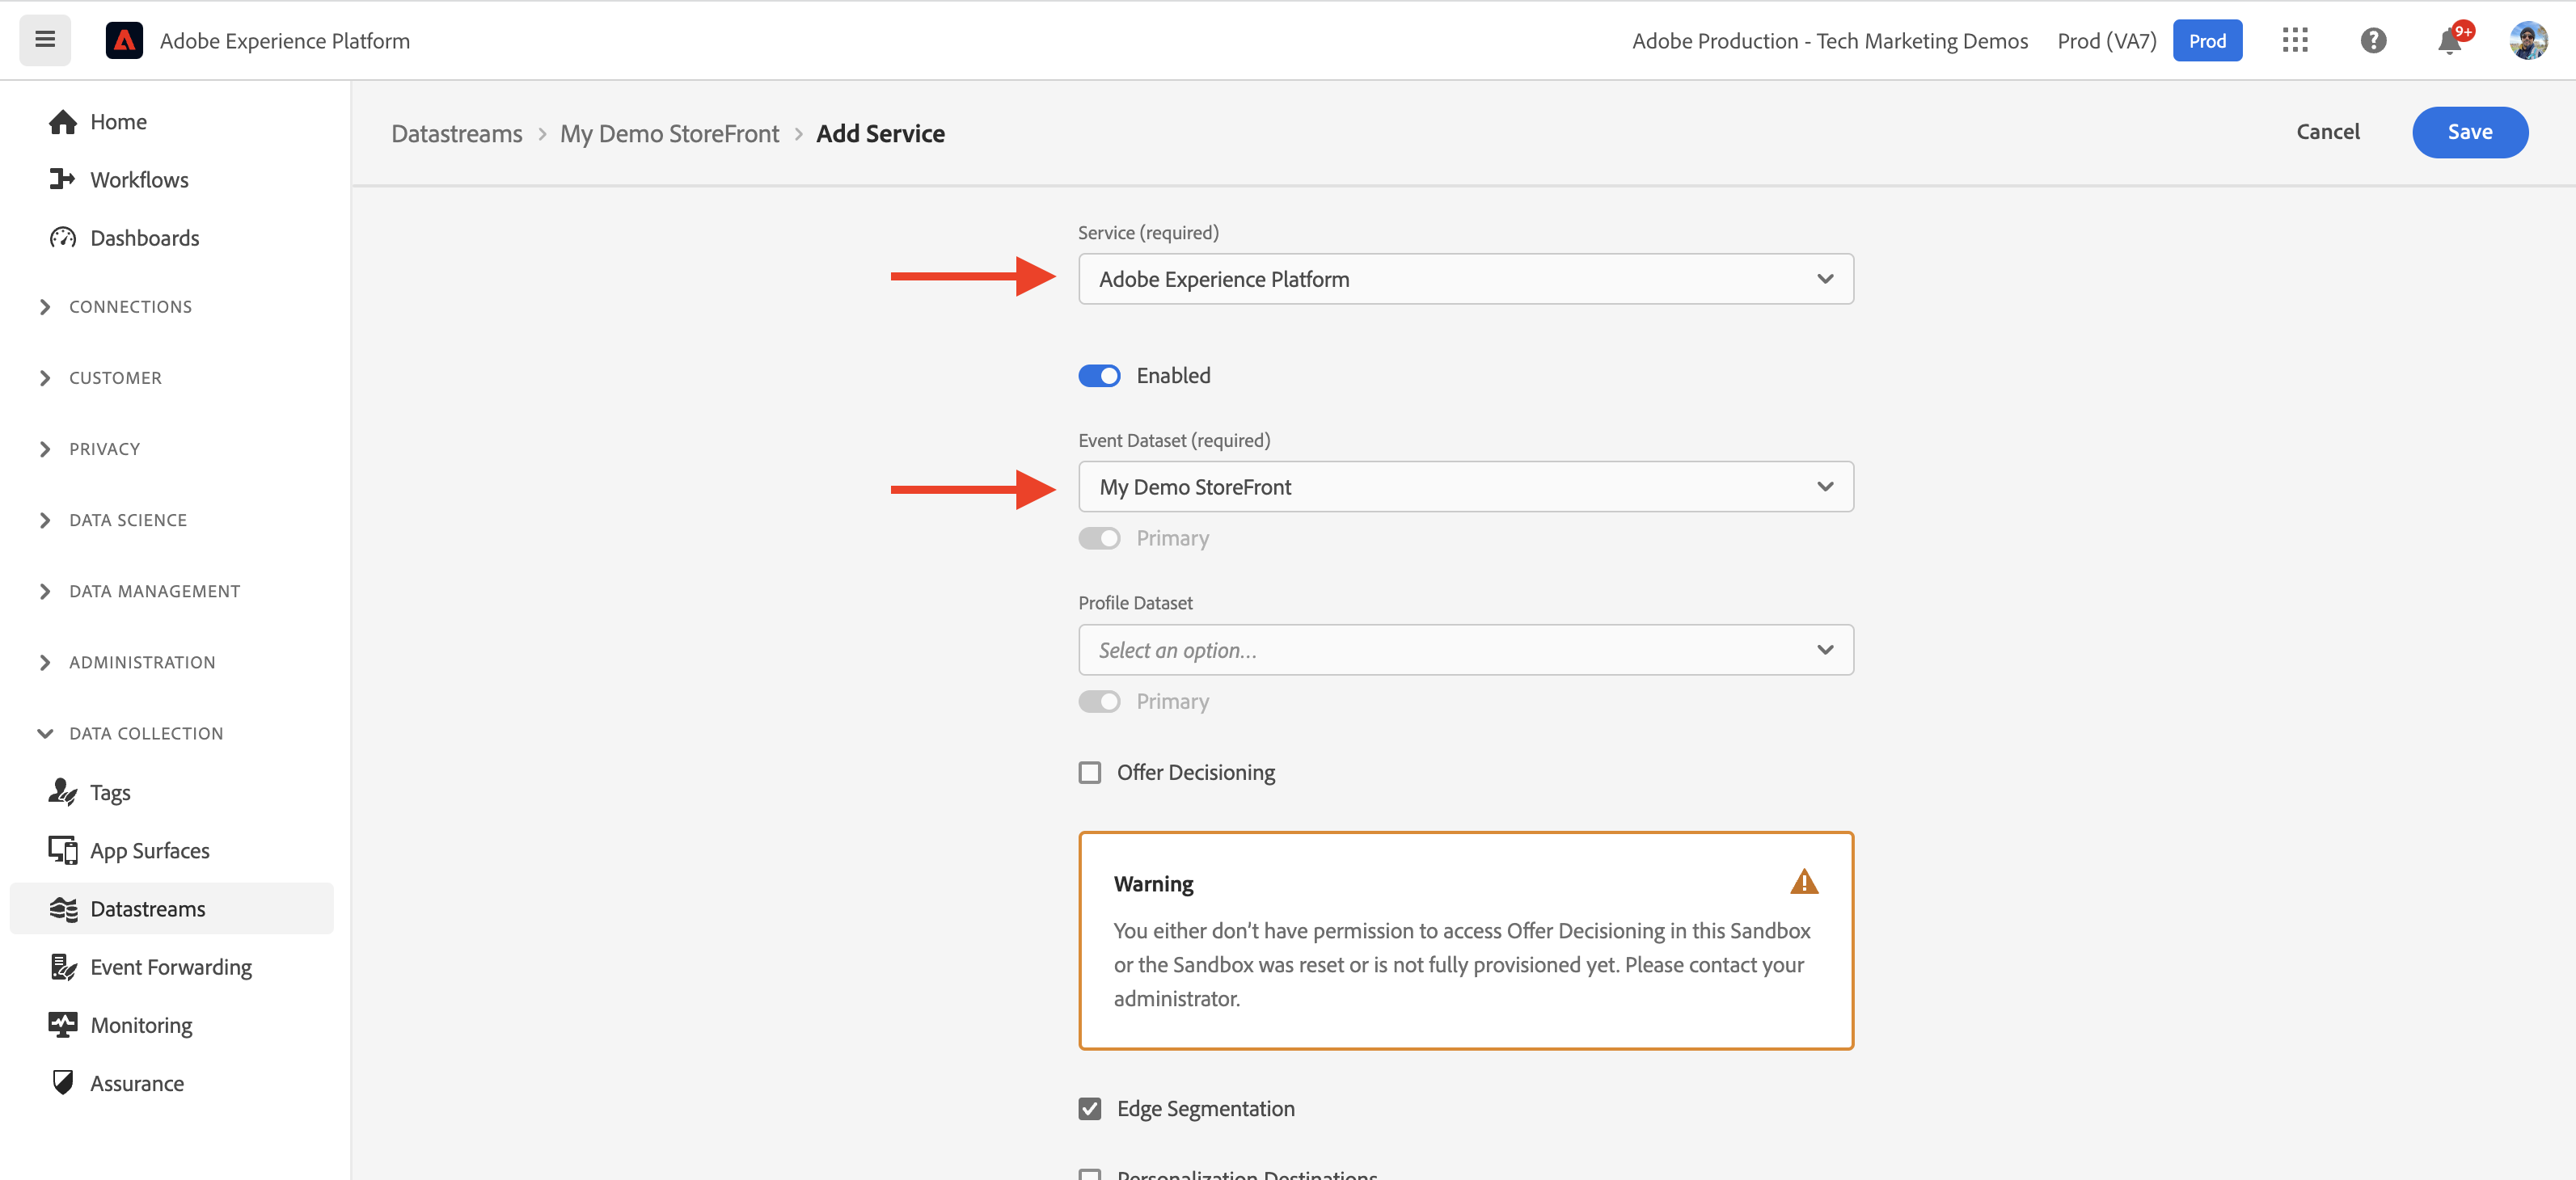 Adobe Experience Platform
Adobe Production - Tech Marketing Demos
Prod (VA7)
Prod
9+
Home
Workflows
Dashboards
CONNECTIONS
CUSTOMER
PRIVACY
DATA SCIENCE
DATA MANAGEMENT
ADMINISTRATION
DATA COLLECTION
Tags
App Surfaces
Datastreams
Event Forwarding
Monitoring
Assurance
Datastreams > My Demo StoreFront > Add Service
Cancel
Save
Service (required)
Adobe Experience Platform
Enabled
Event Dataset (required)
My Demo StoreFront
Primary
Profile Dataset
Select an option...
Primary
Offer Decisioning
Warning
You either don't have permission to access Offer Decisioning in this Sandbox
or the Sandbox was reset or is not fully provisioned yet. Please contact your
administrator.
Edge Segmentation
Personalization Destinations